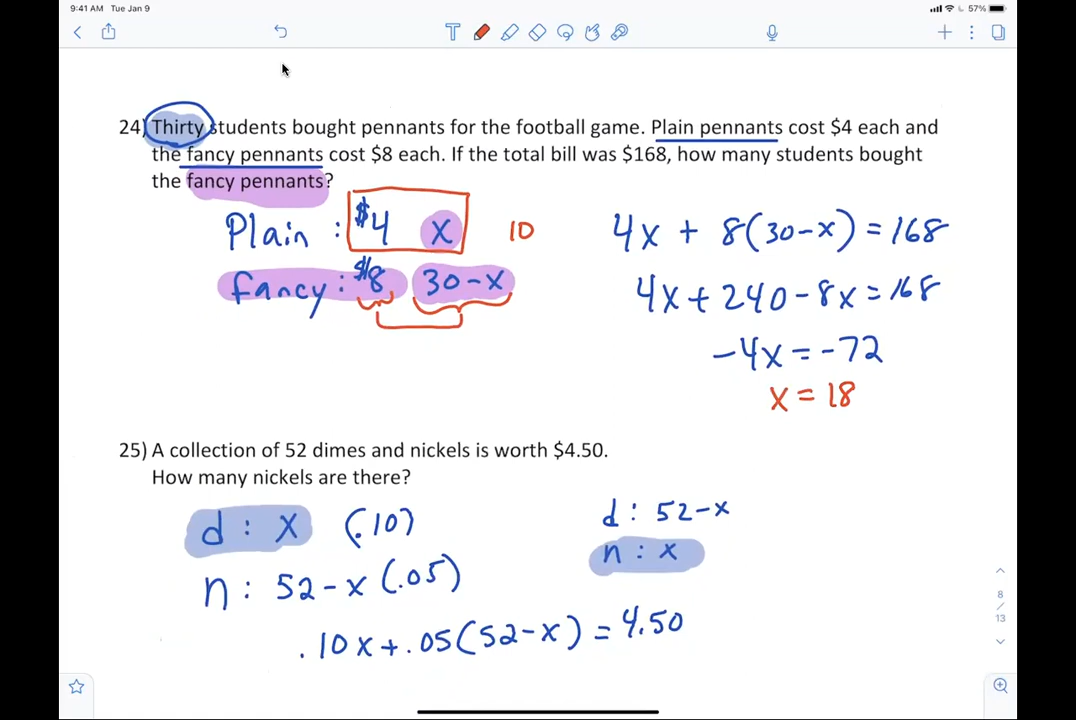 9:41 AM Tue Jan 9
57%
24) Thirty students bought pennants for the football game. Plain pennants cost $4 each and
the fancy pennants cost $8 each. If the total bill was $168, how many students bought
the fancy pennants?
Plain : $4 x 10
fancy : $8 30-x
4x + 8(30-x) = 168
4x + 240 - 8x = 168
-4x = -72
x = 18
25) A collection of 52 dimes and nickels is worth $4.50.
How many nickels are there?
d : x (.10)
n : 52-x (.05)
d : 52-x
n : x
.10x + .05(52-x) = 4.50
8
/
13